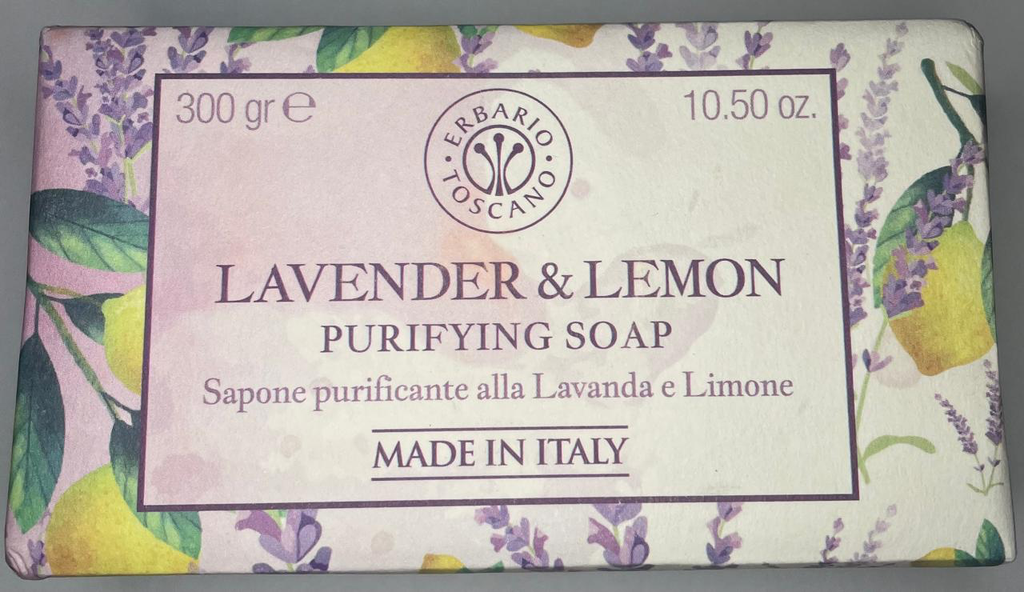 300 gr ℮
10.50 oz.
ERBARIO
TOSCANO
LAVENDER & LEMON
PURIFYING SOAP
Sapone purificante alla Lavanda e Limone
MADE IN ITALY